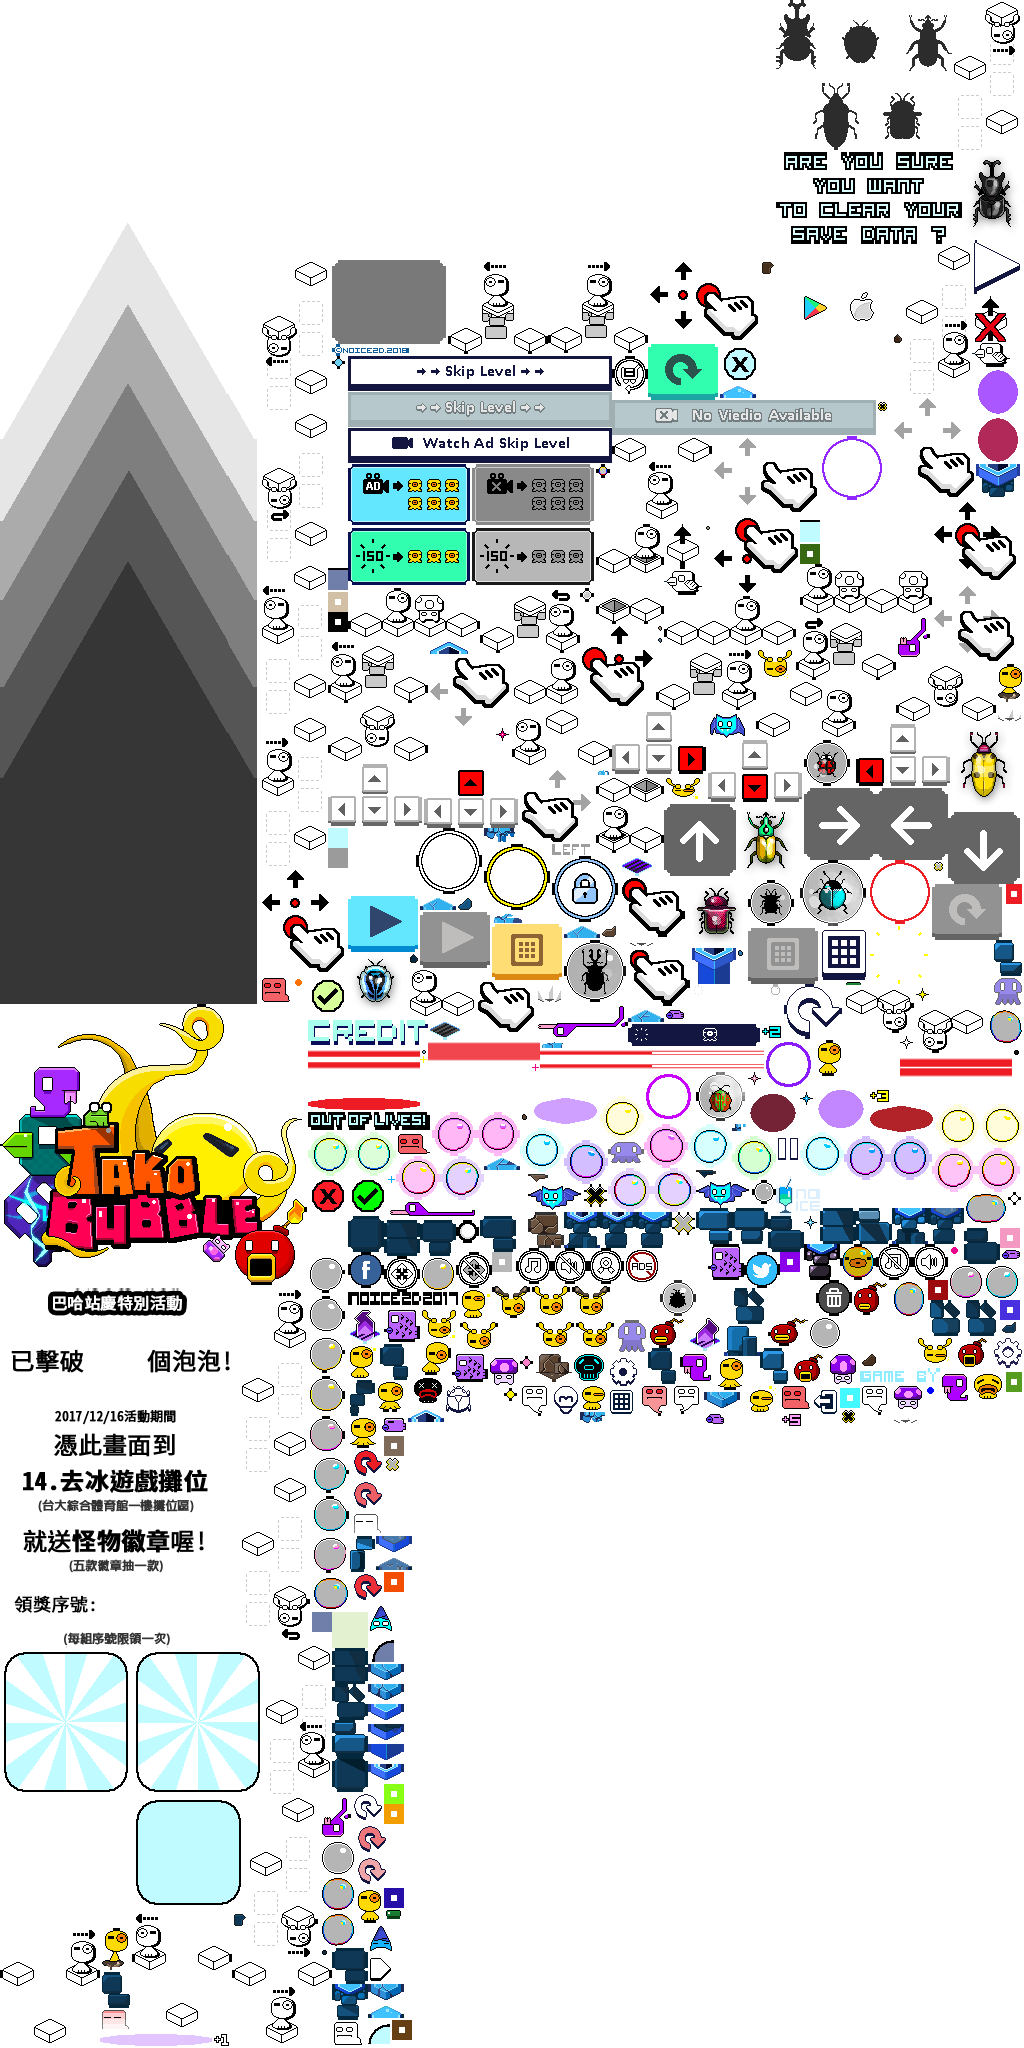 ARE YOU SURE
YOU WANT
TO CLEAR YOUR
SAVE DATA ?
©NOICE2D.2018
Skip Level
Skip Level
No Viedio Available
Watch Ad Skip Level
AD
-150-
-150-
LEFT
CREDIT
+2
+3
OUT OF LIVES!
TAKO
BUBBLE
NO
ICE
ADS
NOICE2D2017
GAME BY
+5
巴哈站慶特別活動
已擊破 個泡泡!
2017/12/16活動期間
憑此畫面到
14.去冰遊戲攤位
(台大綜合體育館一樓攤位區)
就送怪物徽章喔!
(五款徽章抽一款)
領獎序號:
(每組序號限領一次)
+1